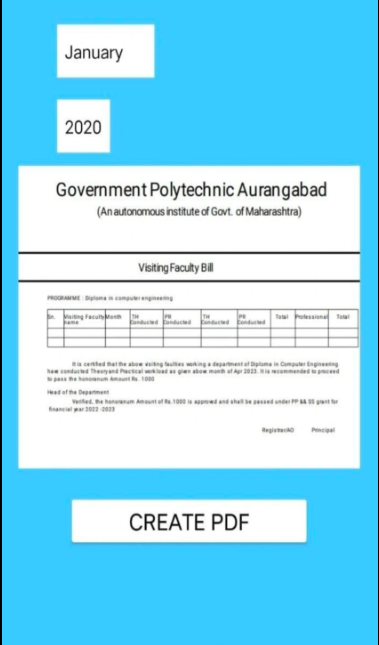 January
2020
Government Polytechnic Aurangabad
(An autonomous institute of Govt. of Maharashtra)
Visiting Faculty Bill
PROGRAMME : Diploma in computer engineering
Sn. Visiting Faculty name Month TH Conducted PR Conducted TH Conducted PR Conducted Total Professional Total
It is certified that the above visiting faulties working a department of Diploma in Computer Engineering
have conducted Theory and Practical workload as given above month of Apr 2023. It is recommended to proceed
to pass the honorarium Amount Rs. 1000
Head of the Department
Verified, the honorarium Amount of Rs.1000 is approved and shall be passed under PP && SS grant for
financial year 2022 -2023
Registrar/AO Principal
CREATE PDF